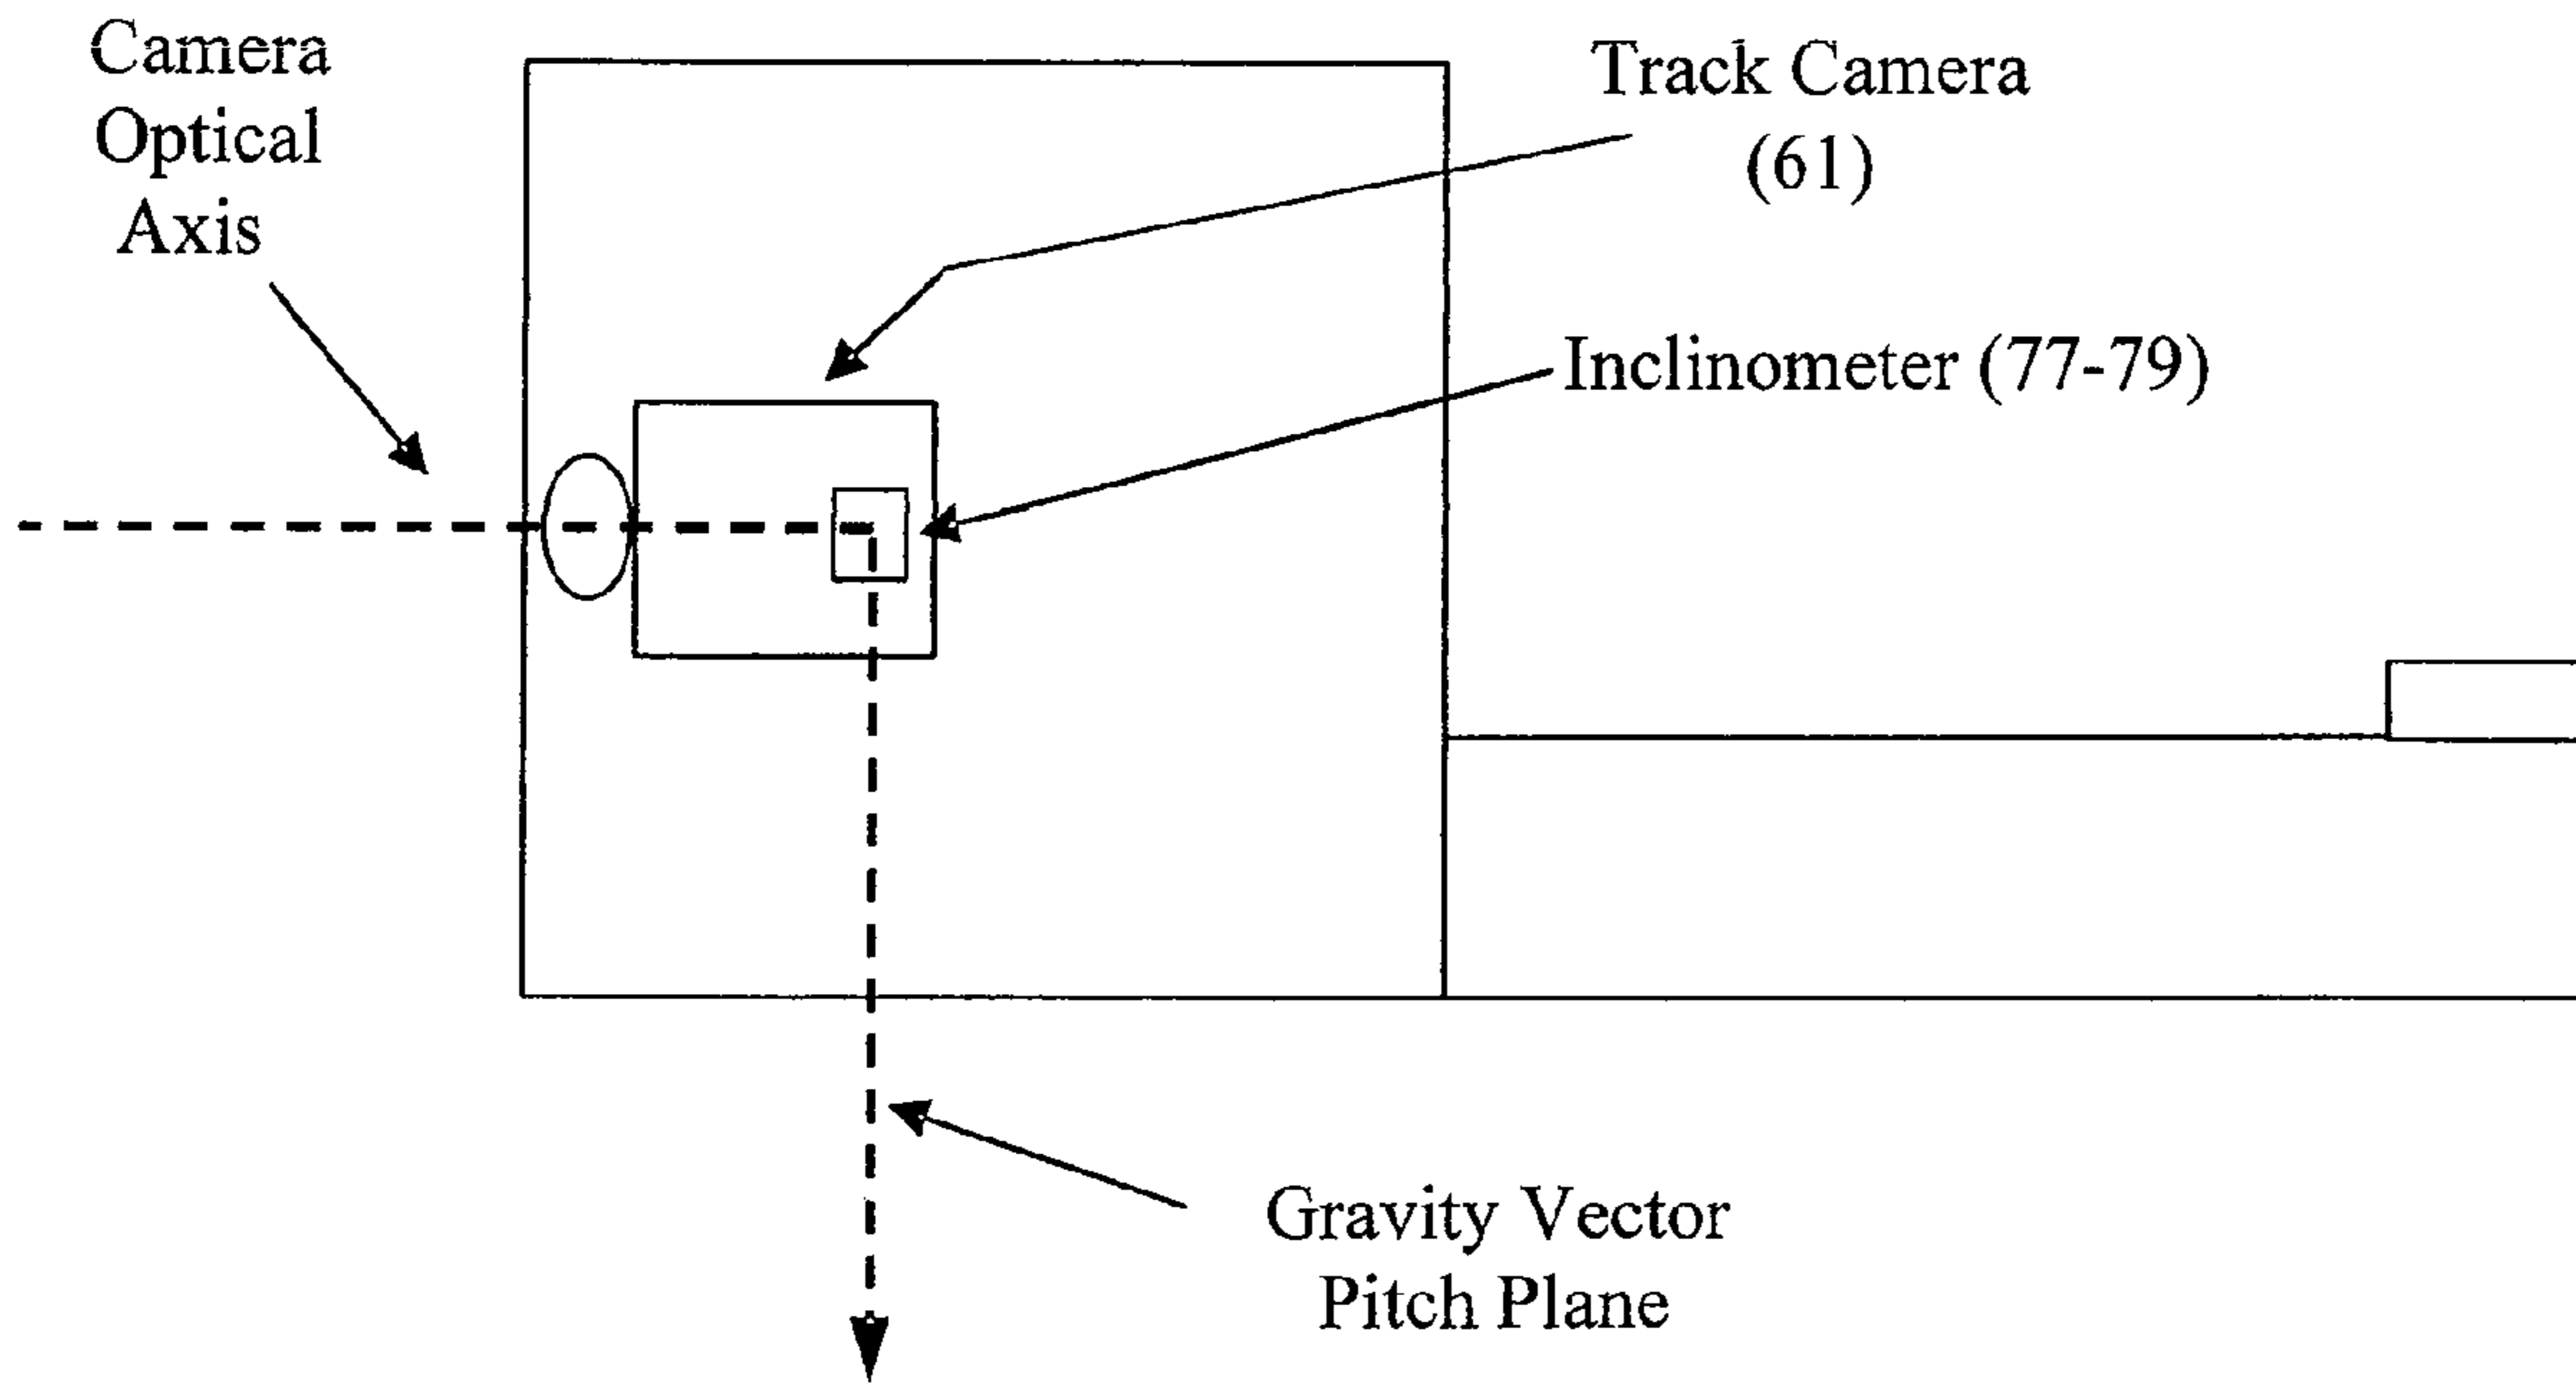 Camera
Optical
Axis
Track Camera
(61)
Inclinometer (77-79)
Gravity Vector
Pitch Plane